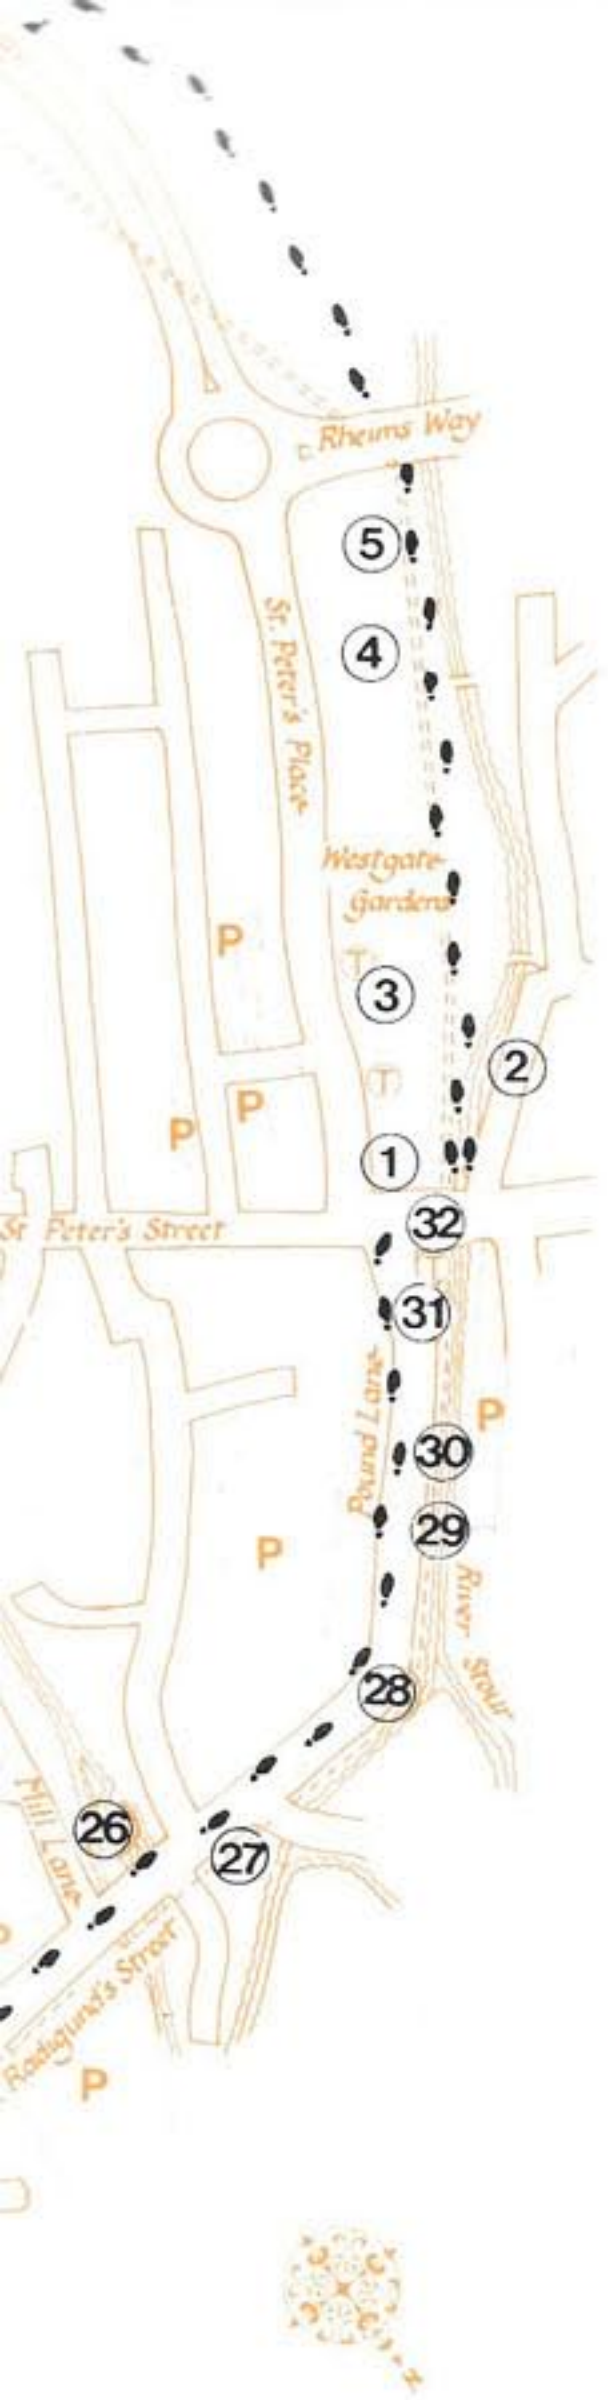 Rheims Way
5
4
St. Peter's Place
Westgate
Gardens
P
T
3
2
T
P
P
1
32
St Peter's Street
31
Pound Lane
P
30
29
P
River Stour
28
26
Mill Lane
27
Radigund's Street
P
N